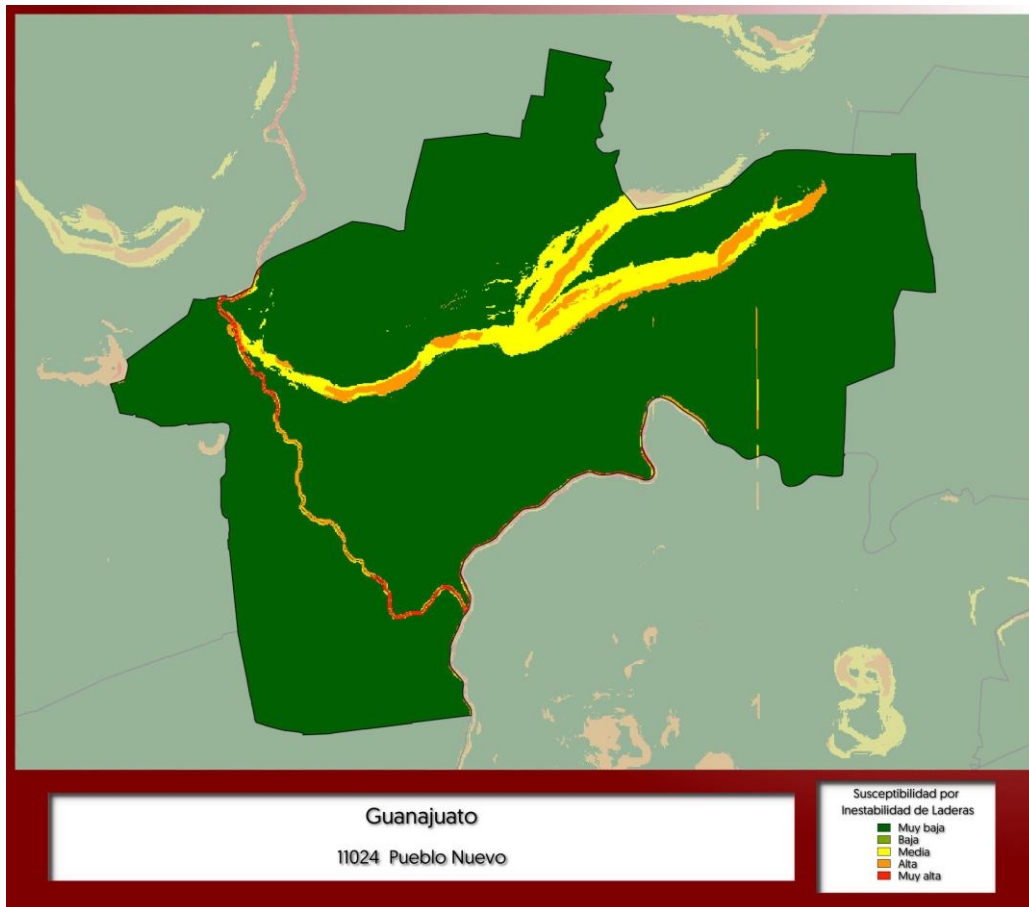 Guanajuato
11024 Pueblo Nuevo
Susceptibilidad por
Inestabilidad de Laderas
Muy baja
Baja
Media
Alta
Muy alta